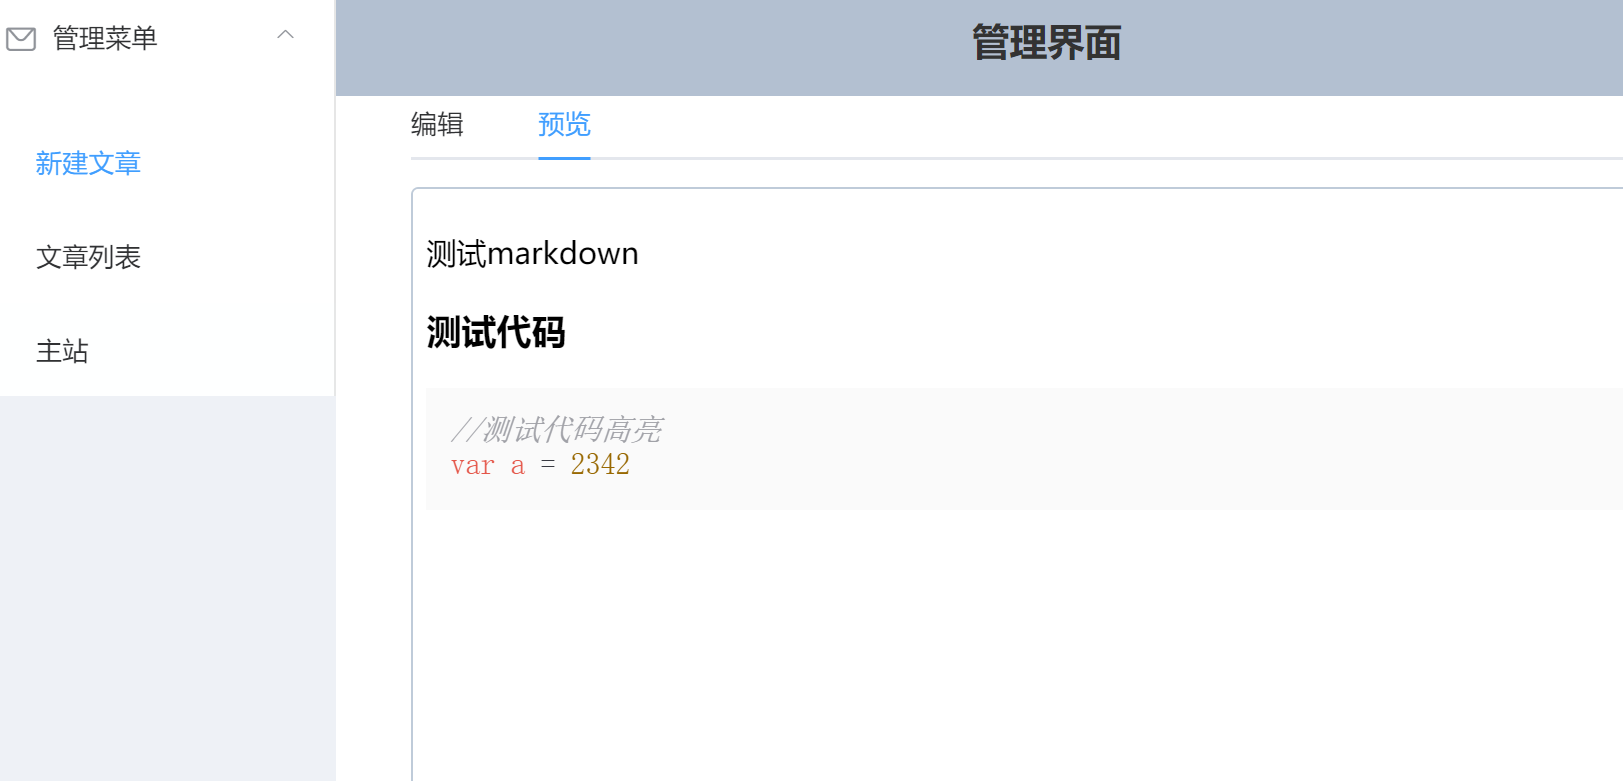 管理菜单
新建文章
文章列表
主站
管理界面
编辑 预览
测试markdown
测试代码
//测试代码高亮
var a = 2342